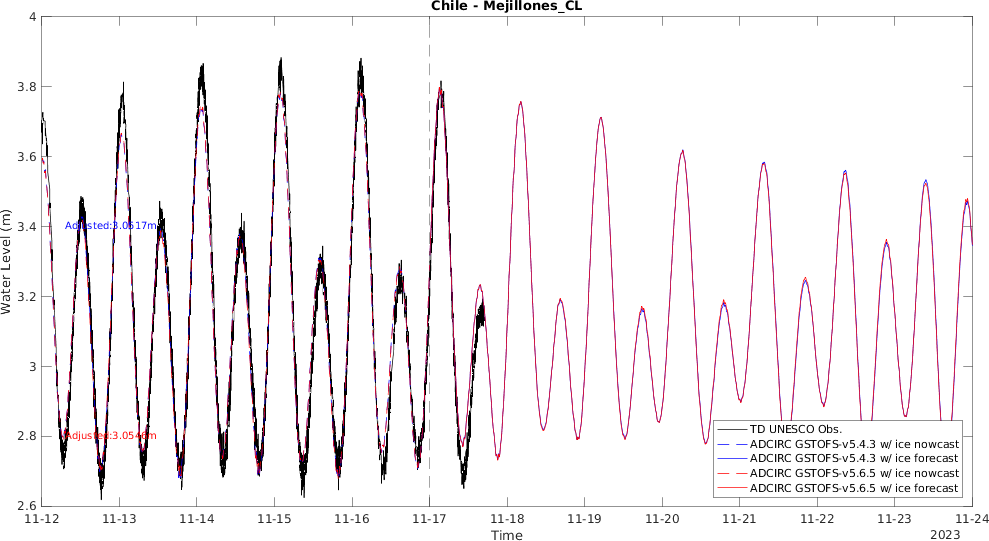 Chile - Mejillones_CL
4
3.8
3.6
3.4
3.2
3
2.8
2.6
Water Level (m)
Adjusted:3.0517m
Adjusted:3.0546m
TD UNESCO Obs.
ADCIRC GSTOFS-v5.4.3 w/ ice nowcast
ADCIRC GSTOFS-v5.4.3 w/ ice forecast
ADCIRC GSTOFS-v5.6.5 w/ ice nowcast
ADCIRC GSTOFS-v5.6.5 w/ ice forecast
11-12 11-13 11-14 11-15 11-16 11-17 11-18 11-19 11-20 11-21 11-22 11-23 11-24
Time
2023